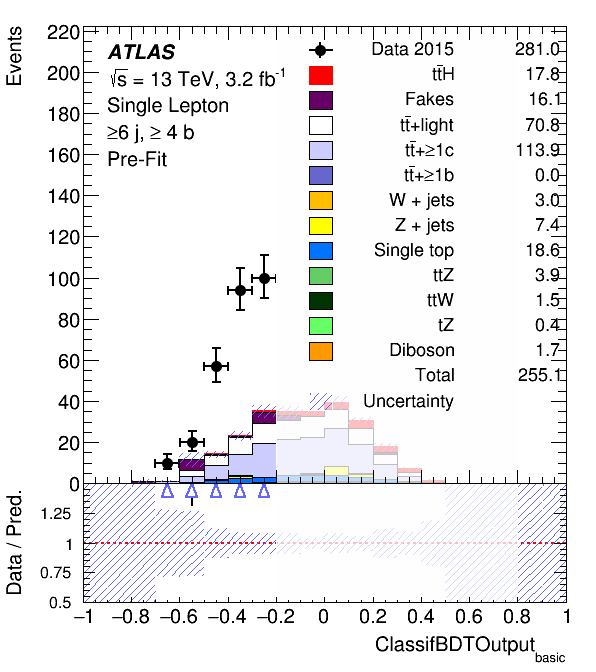 Events
220
200
180
160
140
120
100
80
60
40
20
0
ATLAS
√s = 13 TeV, 3.2 fb⁻¹
Single Lepton
≥6 j, ≥ 4 b
Pre-Fit
Data 2015 281.0
tt̄H 17.8
Fakes 16.1
tt̄+light 70.8
tt̄+≥1c 113.9
tt̄+≥1b 0.0
W + jets 3.0
Z + jets 7.4
Single top 18.6
ttZ 3.9
ttW 1.5
tZ 0.4
Diboson 1.7
Total 255.1
Uncertainty
Data / Pred.
1.25
1
0.75
0.5
−1 −0.8 −0.6 −0.4 −0.2 0 0.2 0.4 0.6 0.8 1
ClassifBDTOutput_basic